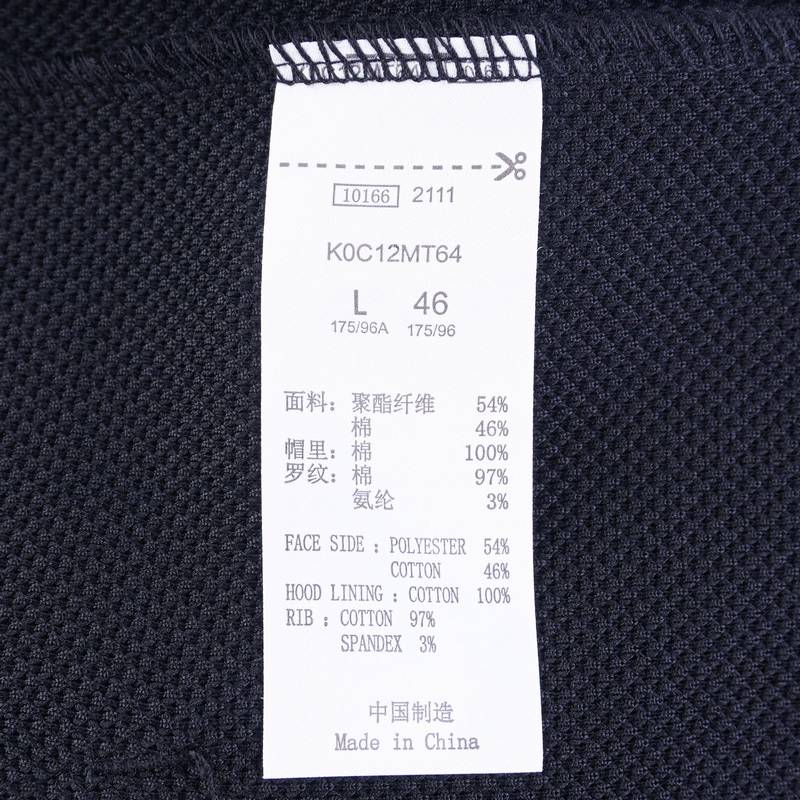 10166 2111
K0C12MT64
L 46
175/96A 175/96
面料：聚酯纤维 54%
棉 46%
帽里：棉 100%
罗纹：棉 97%
氨纶 3%
FACE SIDE : POLYESTER 54%
COTTON 46%
HOOD LINING : COTTON 100%
RIB : COTTON 97%
SPANDEX 3%
中国制造
Made in China